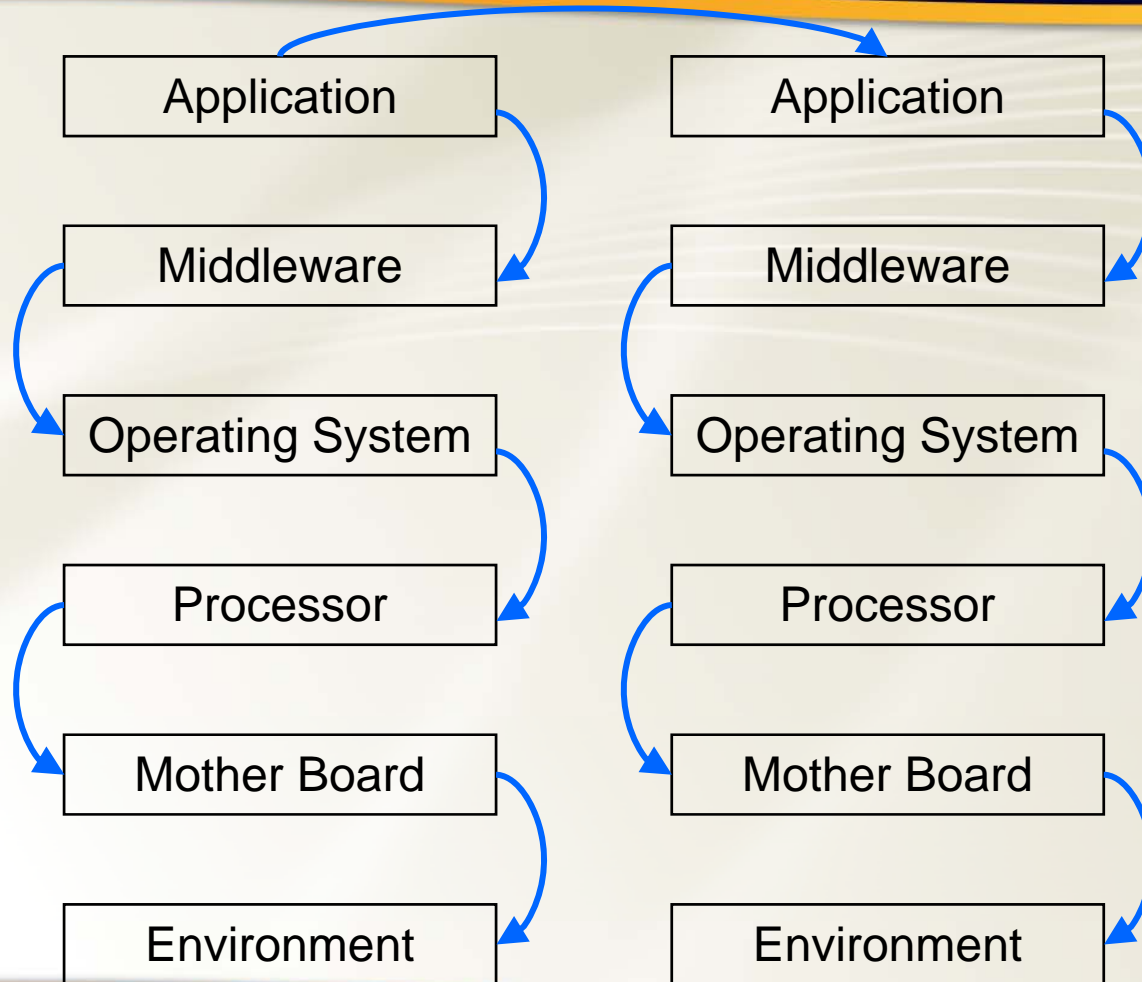 Application
Middleware
Operating System
Processor
Mother Board
Environment
Application
Middleware
Operating System
Processor
Mother Board
Environment